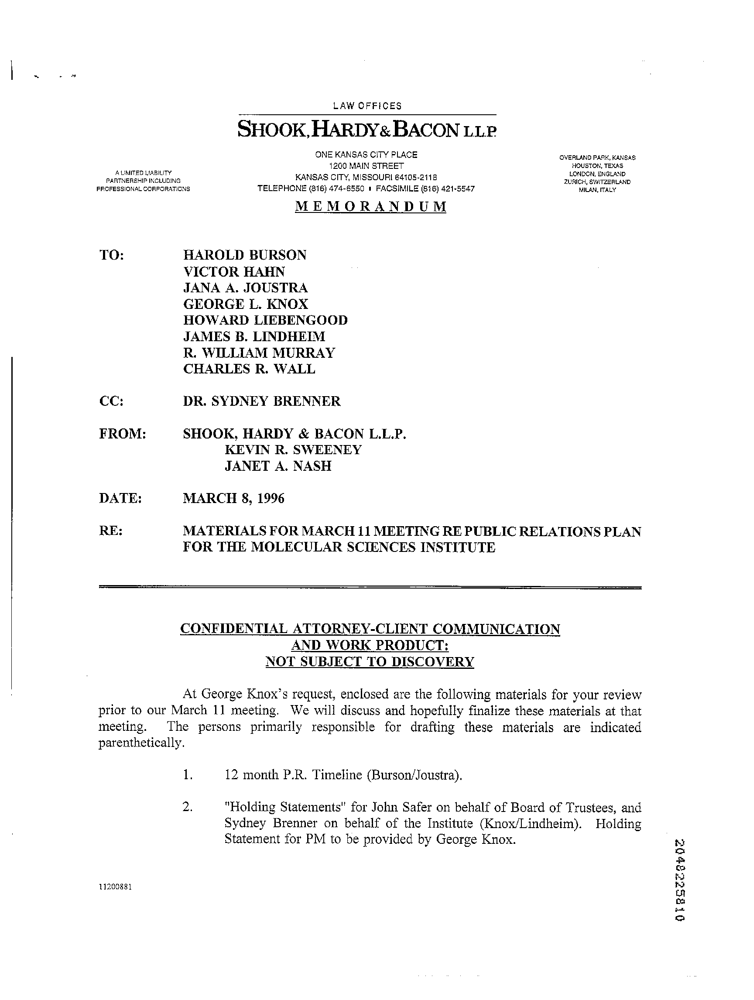 LAW OFFICES
SHOOK, HARDY & BACON L.L.P.
ONE KANSAS CITY PLACE
1200 MAIN STREET
KANSAS CITY, MISSOURI 64105-2118
TELEPHONE (816) 474-6550 ▪ FACSIMILE (816) 421-5547
A LIMITED LIABILITY
PARTNERSHIP INCLUDING
PROFESSIONAL CORPORATIONS
OVERLAND PARK, KANSAS
HOUSTON, TEXAS
LONDON, ENGLAND
ZURICH, SWITZERLAND
MILAN, ITALY
MEMORANDUM
TO: HAROLD BURSON
VICTOR HAHN
JANA A. JOUSTRA
GEORGE L. KNOX
HOWARD LIEBENGOOD
JAMES B. LINDHEIM
R. WILLIAM MURRAY
CHARLES R. WALL
CC: DR. SYDNEY BRENNER
FROM: SHOOK, HARDY & BACON L.L.P.
KEVIN R. SWEENEY
JANET A. NASH
DATE: MARCH 8, 1996
RE: MATERIALS FOR MARCH 11 MEETING RE PUBLIC RELATIONS PLAN
FOR THE MOLECULAR SCIENCES INSTITUTE
CONFIDENTIAL ATTORNEY-CLIENT COMMUNICATION
AND WORK PRODUCT:
NOT SUBJECT TO DISCOVERY
At George Knox's request, enclosed are the following materials for your review
prior to our March 11 meeting. We will discuss and hopefully finalize these materials at that
meeting. The persons primarily responsible for drafting these materials are indicated
parenthetically.
1. 12 month P.R. Timeline (Burson/Joustra).
2. "Holding Statements" for John Safer on behalf of Board of Trustees, and
Sydney Brenner on behalf of the Institute (Knox/Lindheim). Holding
Statement for PM to be provided by George Knox.
11200881
2048225810